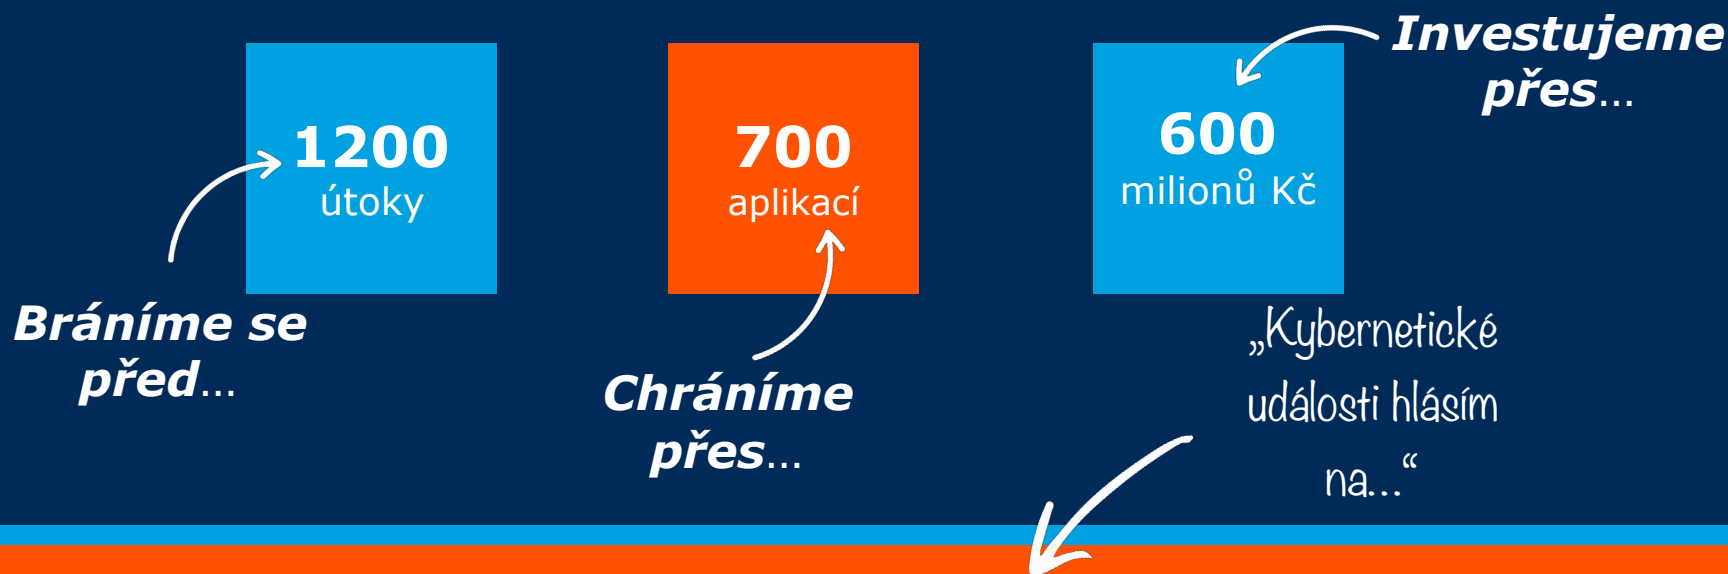 Bráníme se
před...
1200
útoky
Chráníme
přes...
700
aplikací
Investujeme
přes...
600
milionů Kč
„Kybernetické
události hlásím
na...“